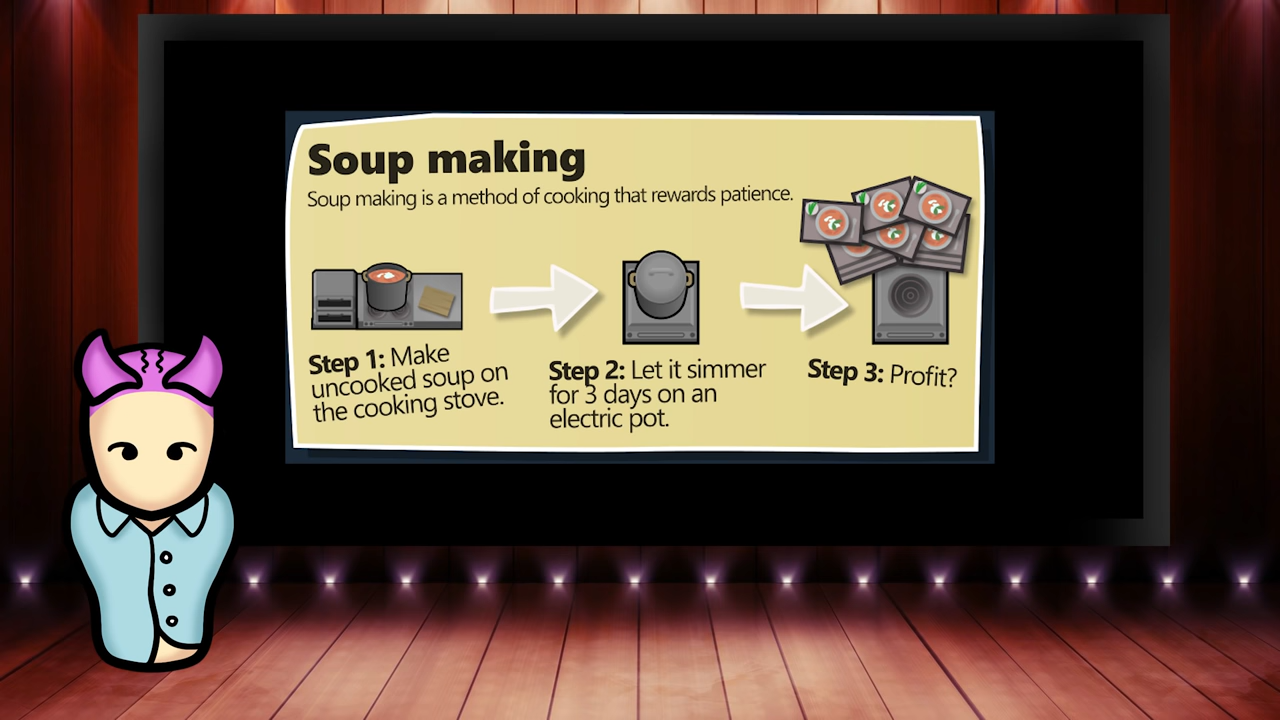 Soup making
Soup making is a method of cooking that rewards patience.
Step 1: Make
uncooked soup on
the cooking stove.
Step 2: Let it simmer
for 3 days on an
electric pot.
Step 3: Profit?